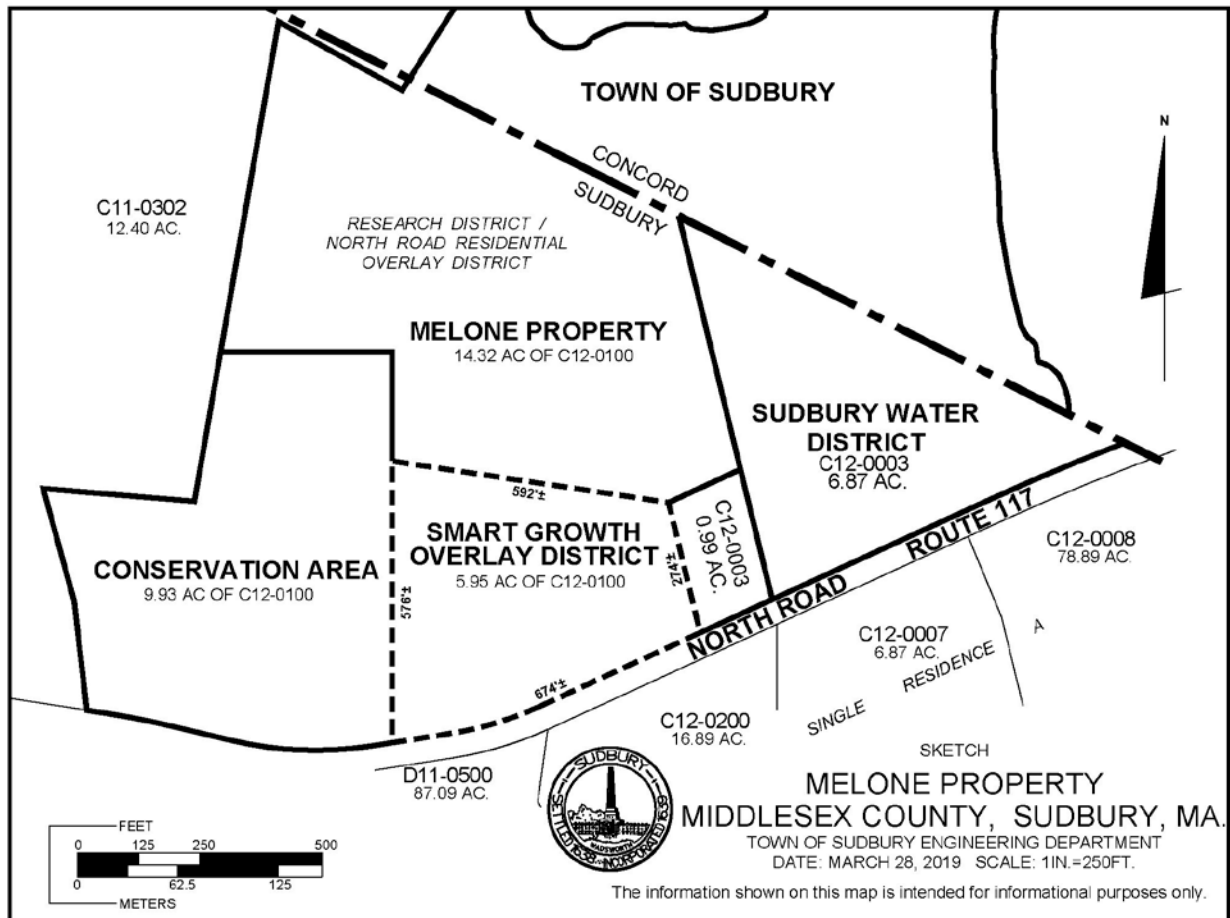 TOWN OF SUDBURY
N
CONCORD
SUDBURY
C11-0302
12.40 AC.
RESEARCH DISTRICT /
NORTH ROAD RESIDENTIAL
OVERLAY DISTRICT
MELONE PROPERTY
14.32 AC OF C12-0100
SUDBURY WATER
DISTRICT
C12-0003
6.87 AC.
592'±
C12-0003
0.99 AC.
274'±
SMART GROWTH
OVERLAY DISTRICT
5.95 AC OF C12-0100
CONSERVATION AREA
9.93 AC OF C12-0100
576'±
674'±
NORTH ROAD
ROUTE 117
C12-0008
78.89 AC.
C12-0007
6.87 AC.
SINGLE RESIDENCE A
C12-0200
16.89 AC.
D11-0500
87.09 AC.
SUDBURY
SETTLED 1638 INCORPORATED 1639
WADSWORTH
SKETCH
MELONE PROPERTY
MIDDLESEX COUNTY, SUDBURY, MA.
TOWN OF SUDBURY ENGINEERING DEPARTMENT
DATE: MARCH 28, 2019 SCALE: 1IN.=250FT.
The information shown on this map is intended for informational purposes only.
FEET
0 125 250 500
0 62.5 125
METERS